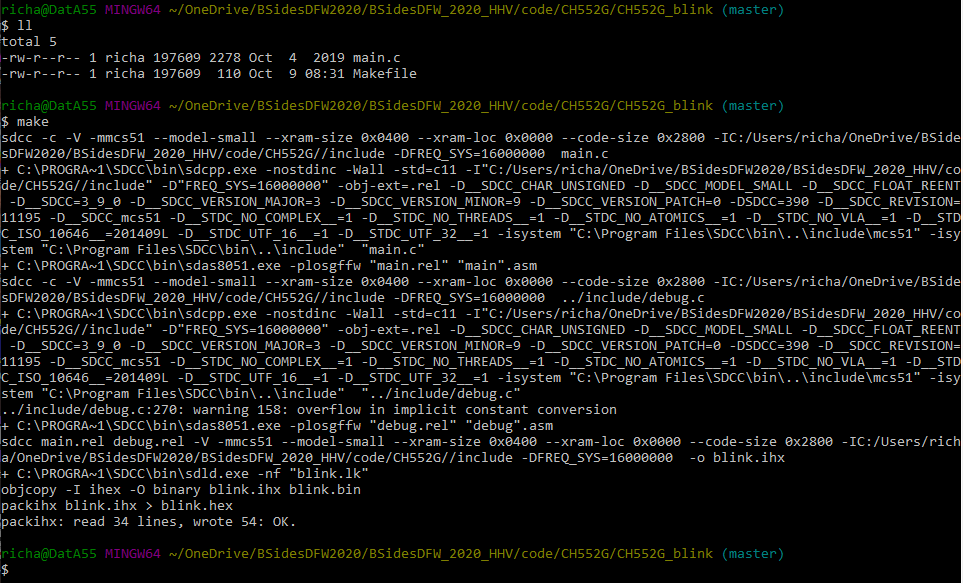 richa@DatA55 MINGW64 ~/OneDrive/BSidesDFW2020/BSidesDFW_2020_HHV/code/CH552G/CH552G_blink (master)
$ ll
total 5
-rw-r--r-- 1 richa 197609 2278 Oct  4  2019 main.c
-rw-r--r-- 1 richa 197609  110 Oct  9 08:31 Makefile
richa@DatA55 MINGW64 ~/OneDrive/BSidesDFW2020/BSidesDFW_2020_HHV/code/CH552G/CH552G_blink (master)
$ make
sdcc -c -V -mmcs51 --model-small --xram-size 0x0400 --xram-loc 0x0000 --code-size 0x2800 -IC:/Users/richa/OneDrive/BSide
sDFW2020/BSidesDFW_2020_HHV/code/CH552G//include -DFREQ_SYS=16000000  main.c
+ C:\PROGRA~1\SDCC\bin\sdcpp.exe -nostdinc -Wall -std=c11 -I"C:/Users/richa/OneDrive/BSidesDFW2020/BSidesDFW_2020_HHV/co
de/CH552G//include" -D"FREQ_SYS=16000000" -obj-ext=.rel -D__SDCC_CHAR_UNSIGNED -D__SDCC_MODEL_SMALL -D__SDCC_FLOAT_REENT
 -D__SDCC=3_9_0 -D__SDCC_VERSION_MAJOR=3 -D__SDCC_VERSION_MINOR=9 -D__SDCC_VERSION_PATCH=0 -DSDCC=390 -D__SDCC_REVISION=
11195 -D__SDCC_mcs51 -D__STDC_NO_COMPLEX__=1 -D__STDC_NO_THREADS__=1 -D__STDC_NO_ATOMICS__=1 -D__STDC_NO_VLA__=1 -D__STD
C_ISO_10646__=201409L -D__STDC_UTF_16__=1 -D__STDC_UTF_32__=1 -isystem "C:\Program Files\SDCC\bin\..\include\mcs51" -isy
stem "C:\Program Files\SDCC\bin\..\include"  "main.c"
+ C:\PROGRA~1\SDCC\bin\sdas8051.exe -plosgffw "main.rel" "main".asm
sdcc -c -V -mmcs51 --model-small --xram-size 0x0400 --xram-loc 0x0000 --code-size 0x2800 -IC:/Users/richa/OneDrive/BSide
sDFW2020/BSidesDFW_2020_HHV/code/CH552G//include -DFREQ_SYS=16000000  ../include/debug.c
+ C:\PROGRA~1\SDCC\bin\sdcpp.exe -nostdinc -Wall -std=c11 -I"C:/Users/richa/OneDrive/BSidesDFW2020/BSidesDFW_2020_HHV/co
de/CH552G//include" -D"FREQ_SYS=16000000" -obj-ext=.rel -D__SDCC_CHAR_UNSIGNED -D__SDCC_MODEL_SMALL -D__SDCC_FLOAT_REENT
 -D__SDCC=3_9_0 -D__SDCC_VERSION_MAJOR=3 -D__SDCC_VERSION_MINOR=9 -D__SDCC_VERSION_PATCH=0 -DSDCC=390 -D__SDCC_REVISION=
11195 -D__SDCC_mcs51 -D__STDC_NO_COMPLEX__=1 -D__STDC_NO_THREADS__=1 -D__STDC_NO_ATOMICS__=1 -D__STDC_NO_VLA__=1 -D__STD
C_ISO_10646__=201409L -D__STDC_UTF_16__=1 -D__STDC_UTF_32__=1 -isystem "C:\Program Files\SDCC\bin\..\include\mcs51" -isy
stem "C:\Program Files\SDCC\bin\..\include"  "../include/debug.c"
../include/debug.c:270: warning 158: overflow in implicit constant conversion
+ C:\PROGRA~1\SDCC\bin\sdas8051.exe -plosgffw "debug.rel" "debug".asm
sdcc main.rel debug.rel -V -mmcs51 --model-small --xram-size 0x0400 --xram-loc 0x0000 --code-size 0x2800 -IC:/Users/rich
a/OneDrive/BSidesDFW2020/BSidesDFW_2020_HHV/code/CH552G//include -DFREQ_SYS=16000000  -o blink.ihx
+ C:\PROGRA~1\SDCC\bin\sdld.exe -nf "blink.lk"
objcopy -I ihex -O binary blink.ihx blink.bin
packihx blink.ihx > blink.hex
packihx: read 34 lines, wrote 54: OK.
richa@DatA55 MINGW64 ~/OneDrive/BSidesDFW2020/BSidesDFW_2020_HHV/code/CH552G/CH552G_blink (master)
$